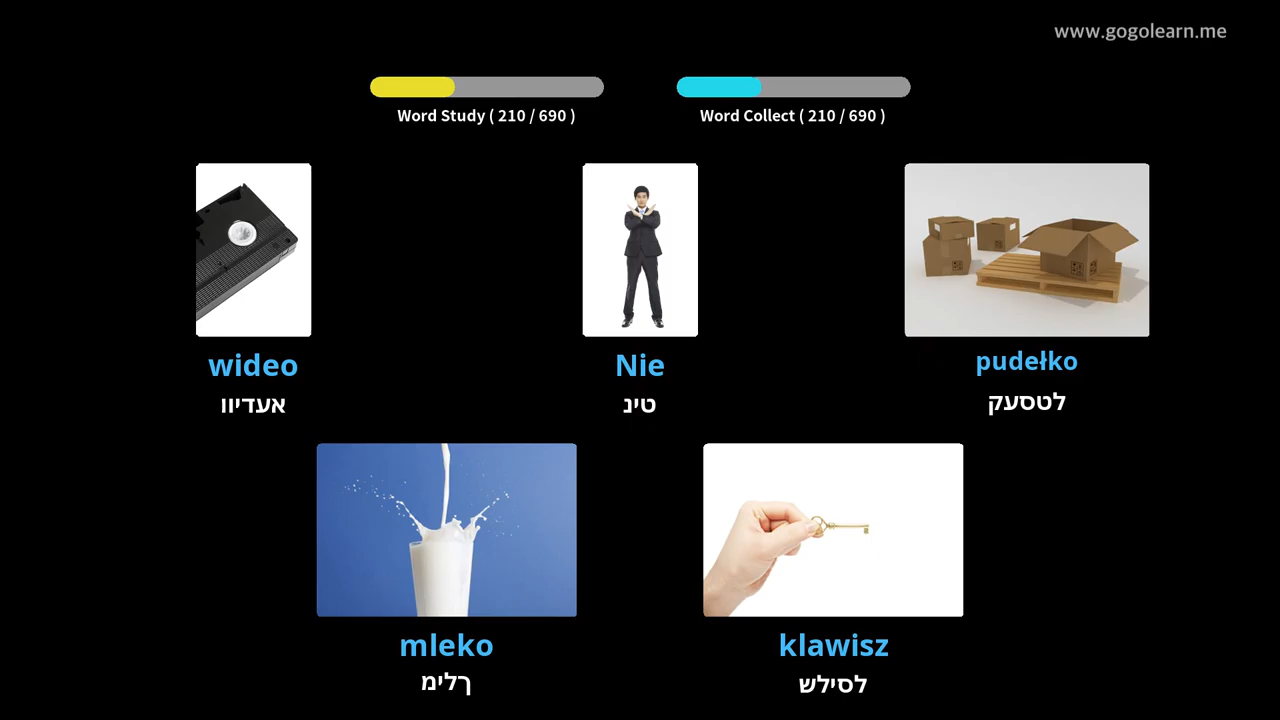 www.gogolearn.me
Word Study ( 210 / 690 )
Word Collect ( 210 / 690 )
wideo
אעדיוו
Nie
טינ
pudełko
לטסעק
mleko
ךלימ
klawisz
לסילש